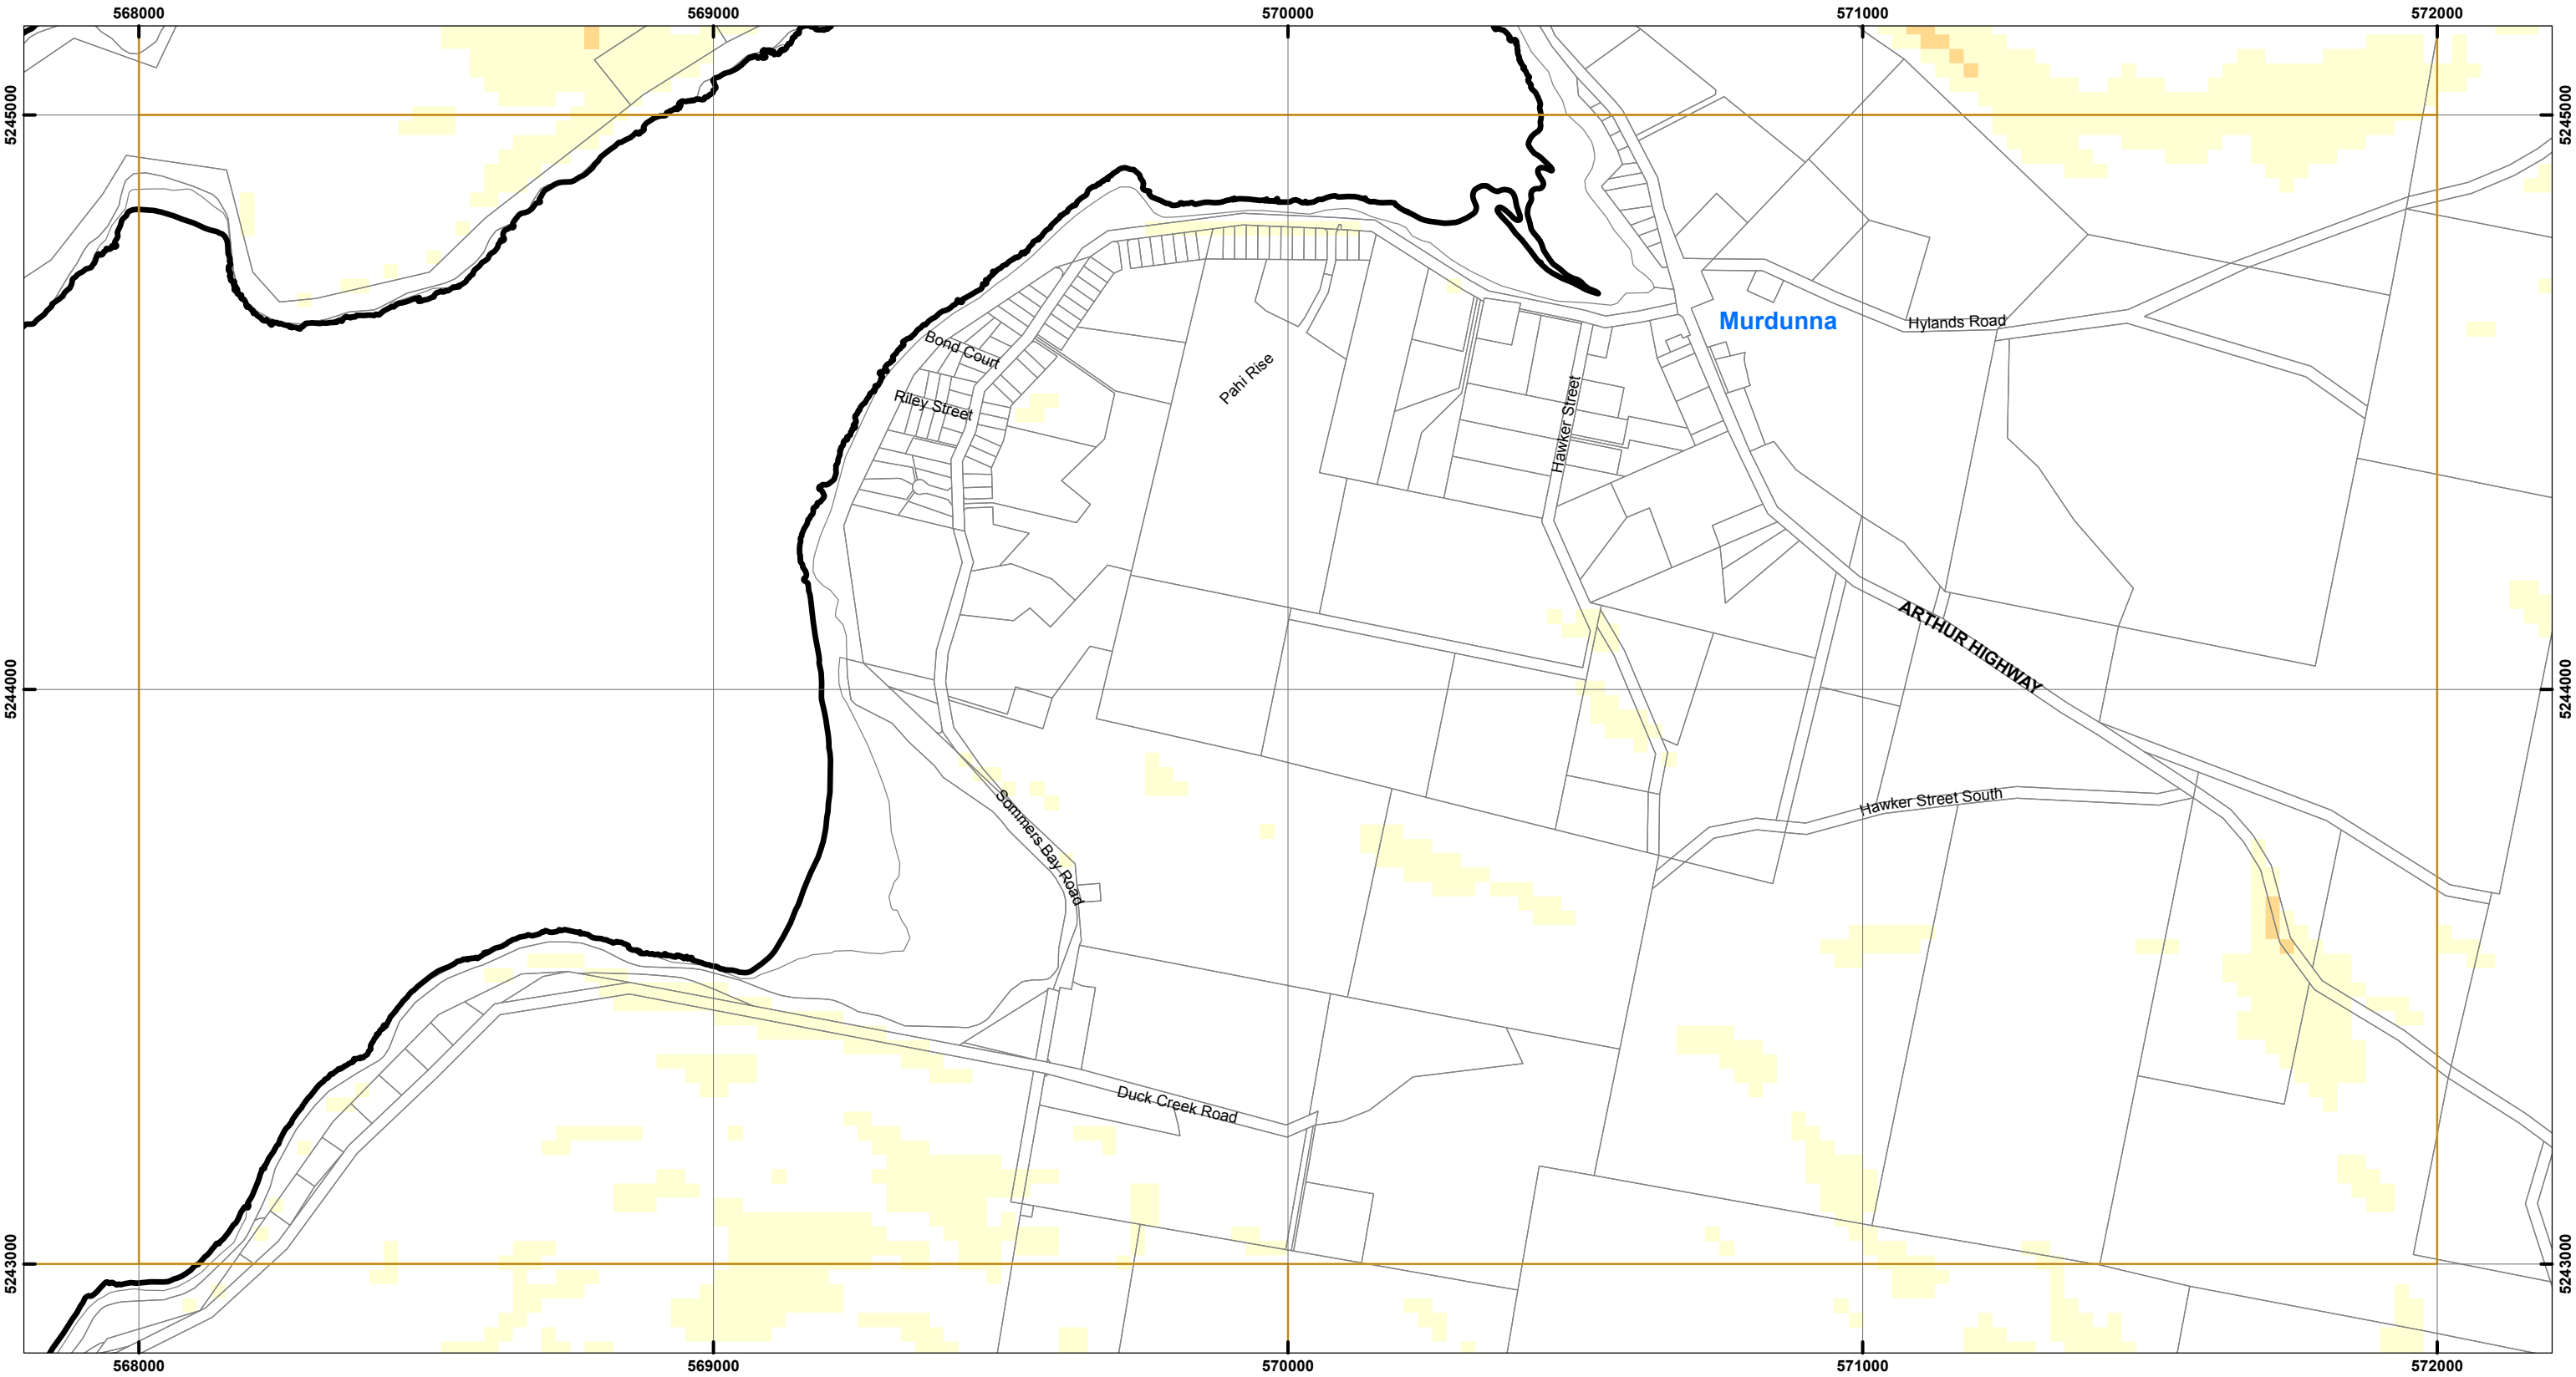 568000 569000 570000 571000 572000
5245000 5245000
Murdunna
Hylands Road
Bond Court
Pahi Rise
Riley Street
Hawker Street
ARTHUR HIGHWAY
5244000 5244000
Hawker Street South
Sommers Bay Road
Duck Creek Road
5243000 5243000
568000 569000 570000 571000 572000